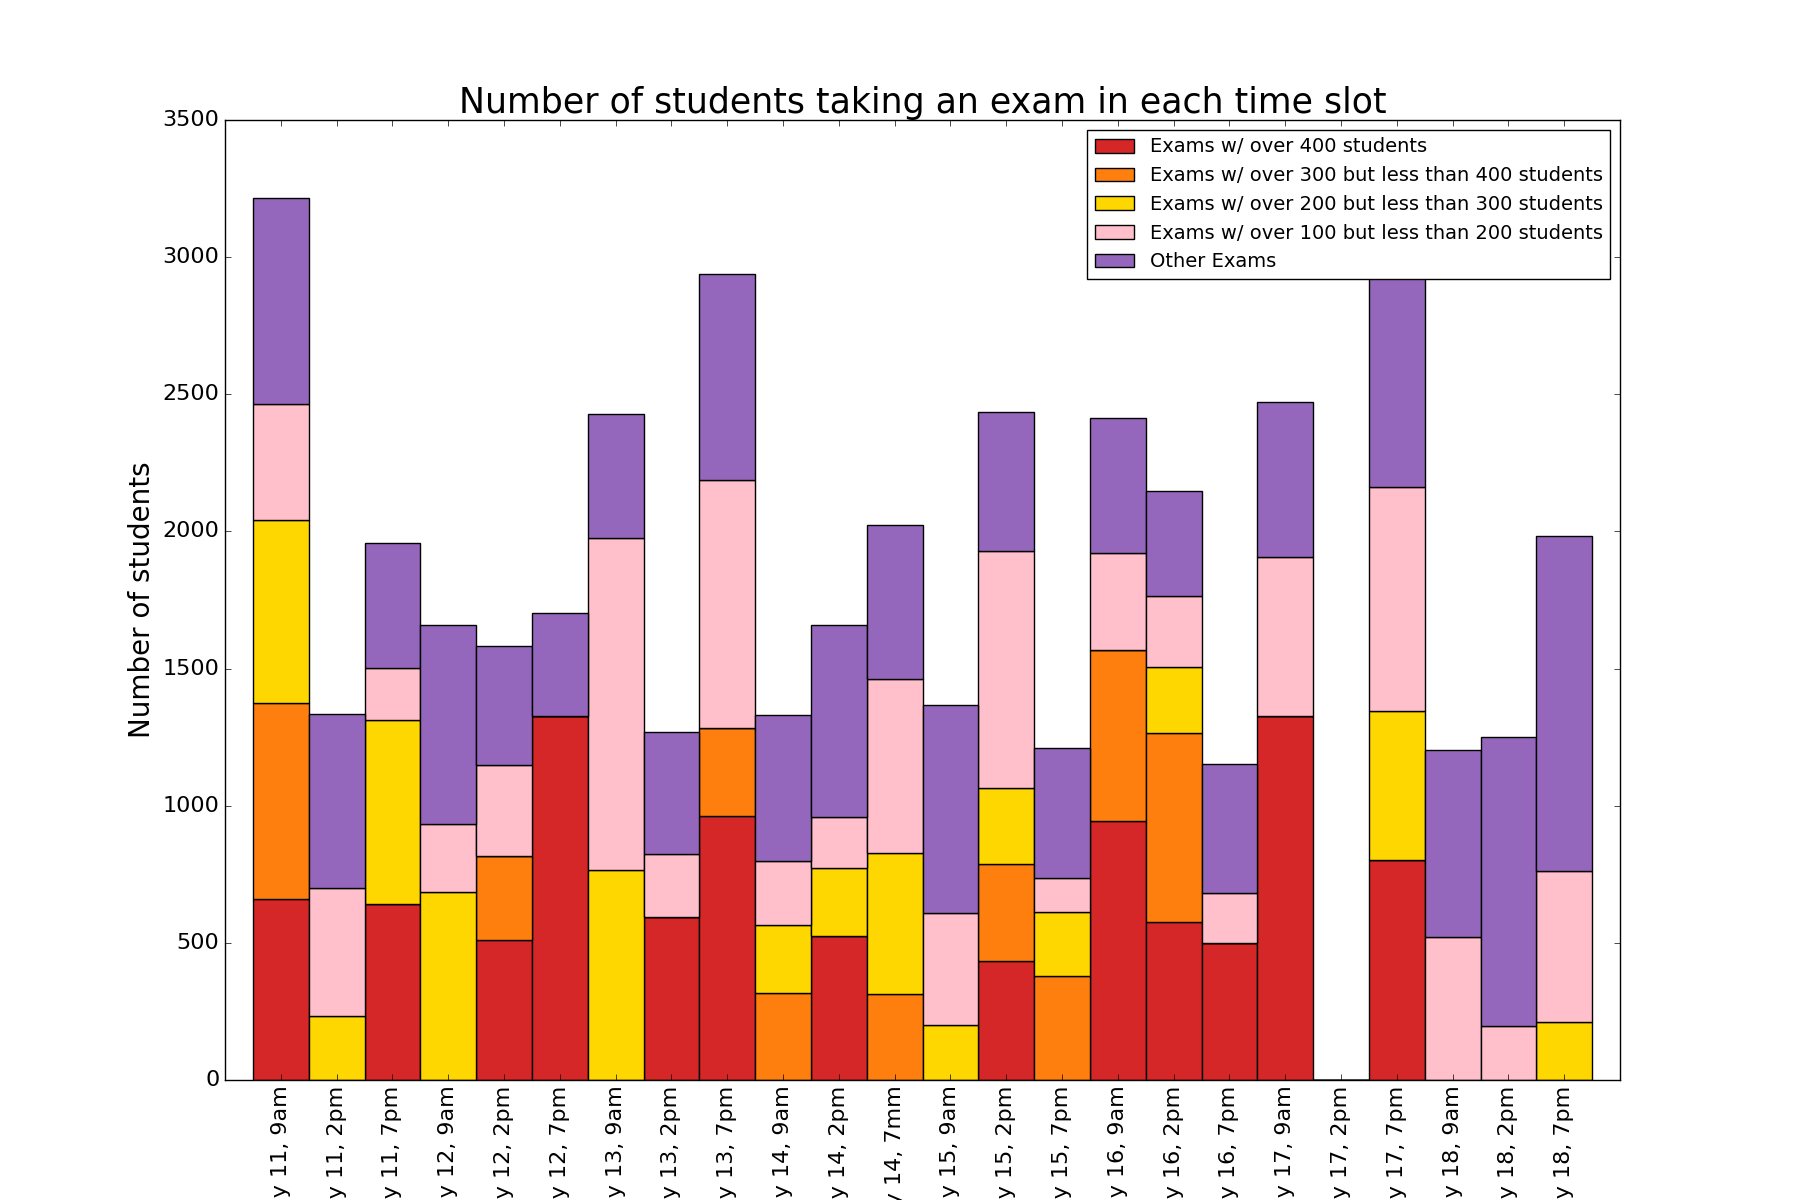 Number of students taking an exam in each time slot
Exams w/ over 400 students
Exams w/ over 300 but less than 400 students
Exams w/ over 200 but less than 300 students
Exams w/ over 100 but less than 200 students
Other Exams
Number of students
3500
3000
2500
2000
1500
1000
500
0
y 11, 9am
y 11, 2pm
y 11, 7pm
y 12, 9am
y 12, 2pm
y 12, 7pm
y 13, 9am
y 13, 2pm
y 13, 7pm
y 14, 9am
y 14, 2pm
y 14, 7mm
y 15, 9am
y 15, 2pm
y 15, 7pm
y 16, 9am
y 16, 2pm
y 16, 7pm
y 17, 9am
y 17, 2pm
y 17, 7pm
y 18, 9am
y 18, 2pm
y 18, 7pm